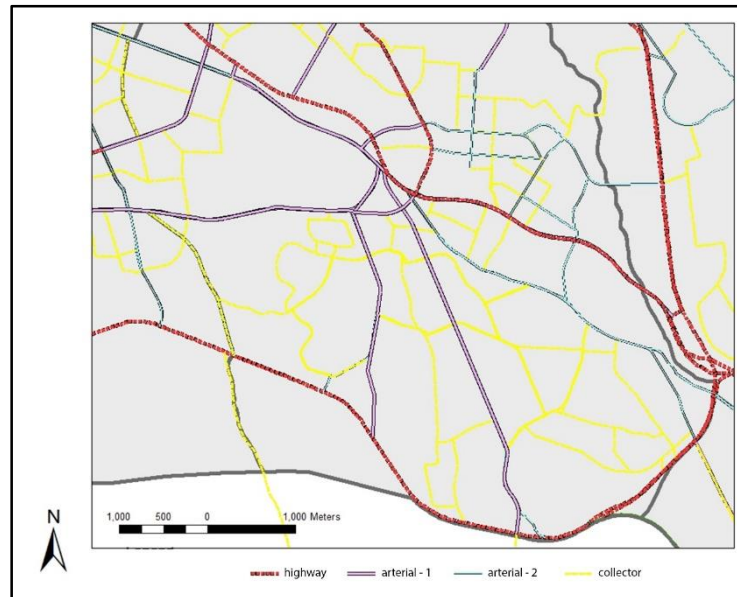 1,000 500 0 1,000 Meters
N
highway arterial - 1 arterial - 2 collector